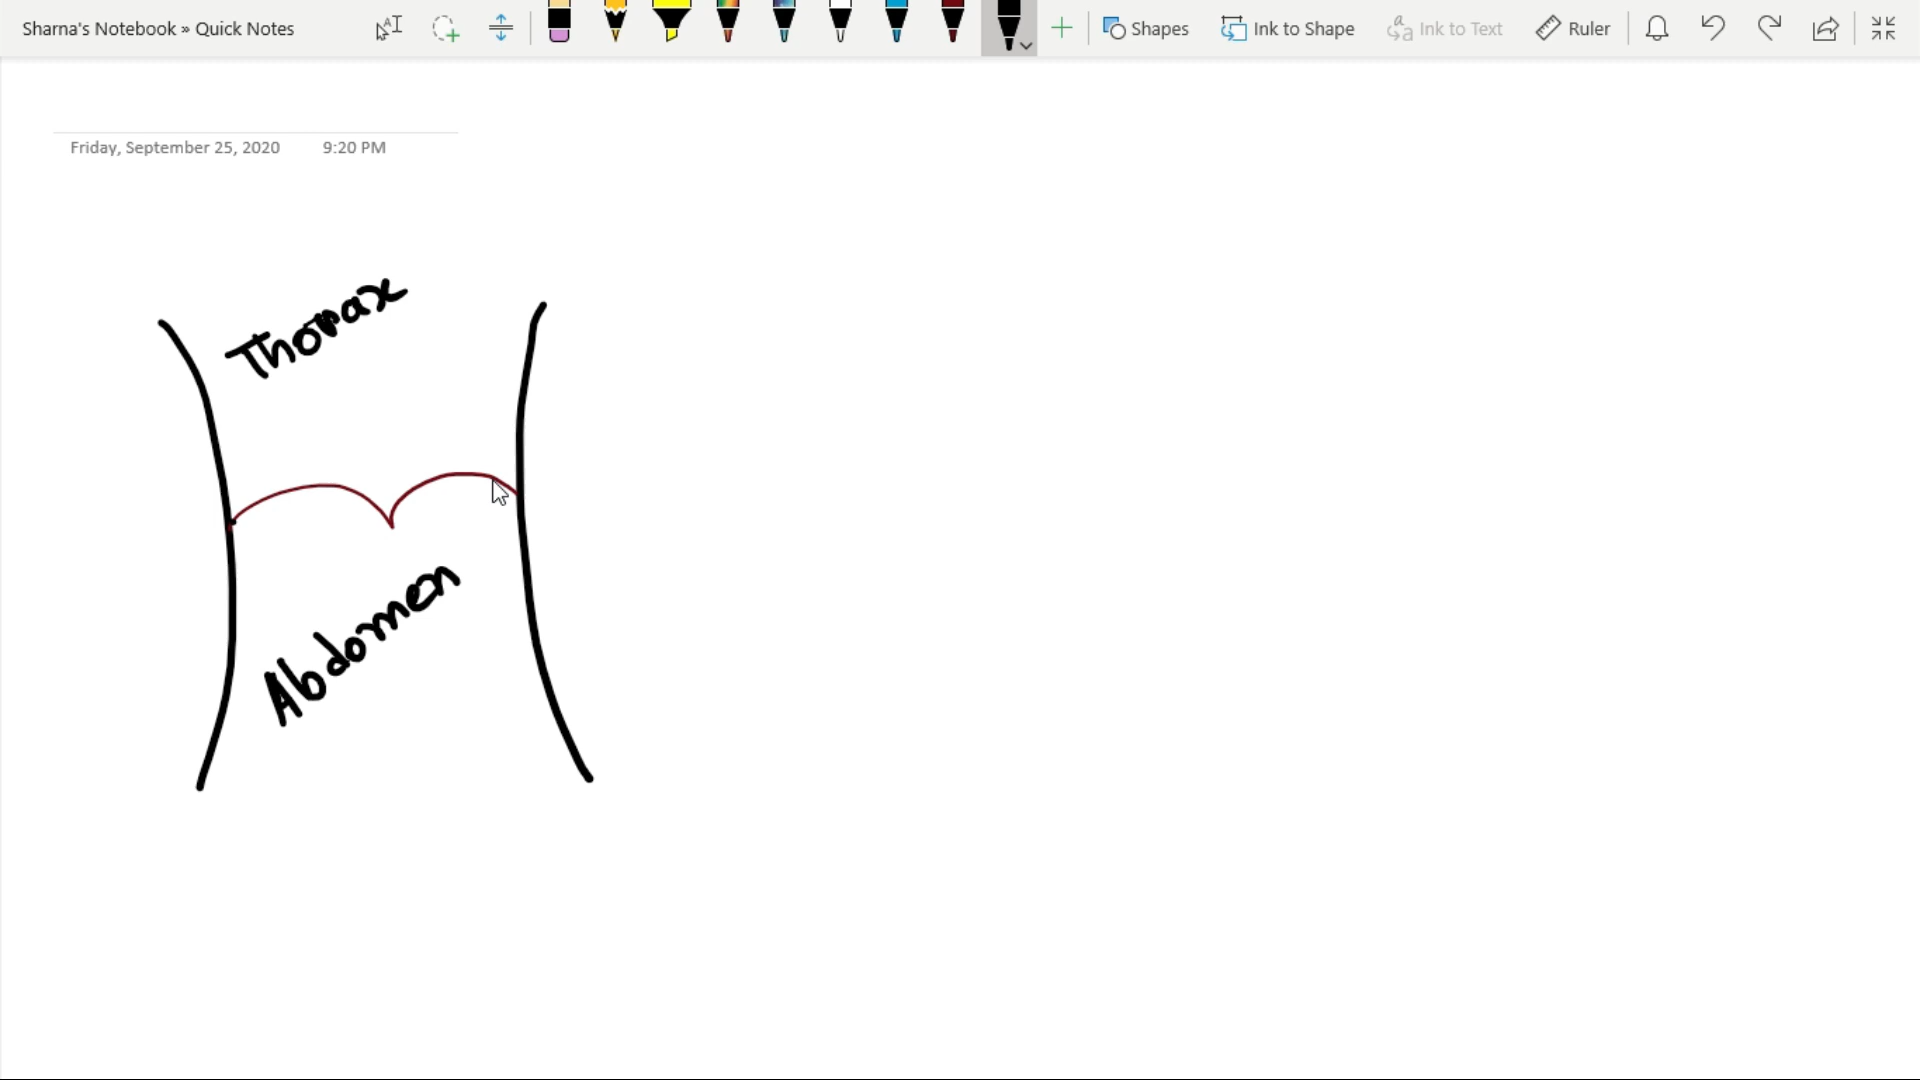 Sharna's Notebook » Quick Notes
Shapes
Ink to Shape
Ink to Text
Ruler
Friday, September 25, 2020 9:20 PM
Thorax
Abdomen